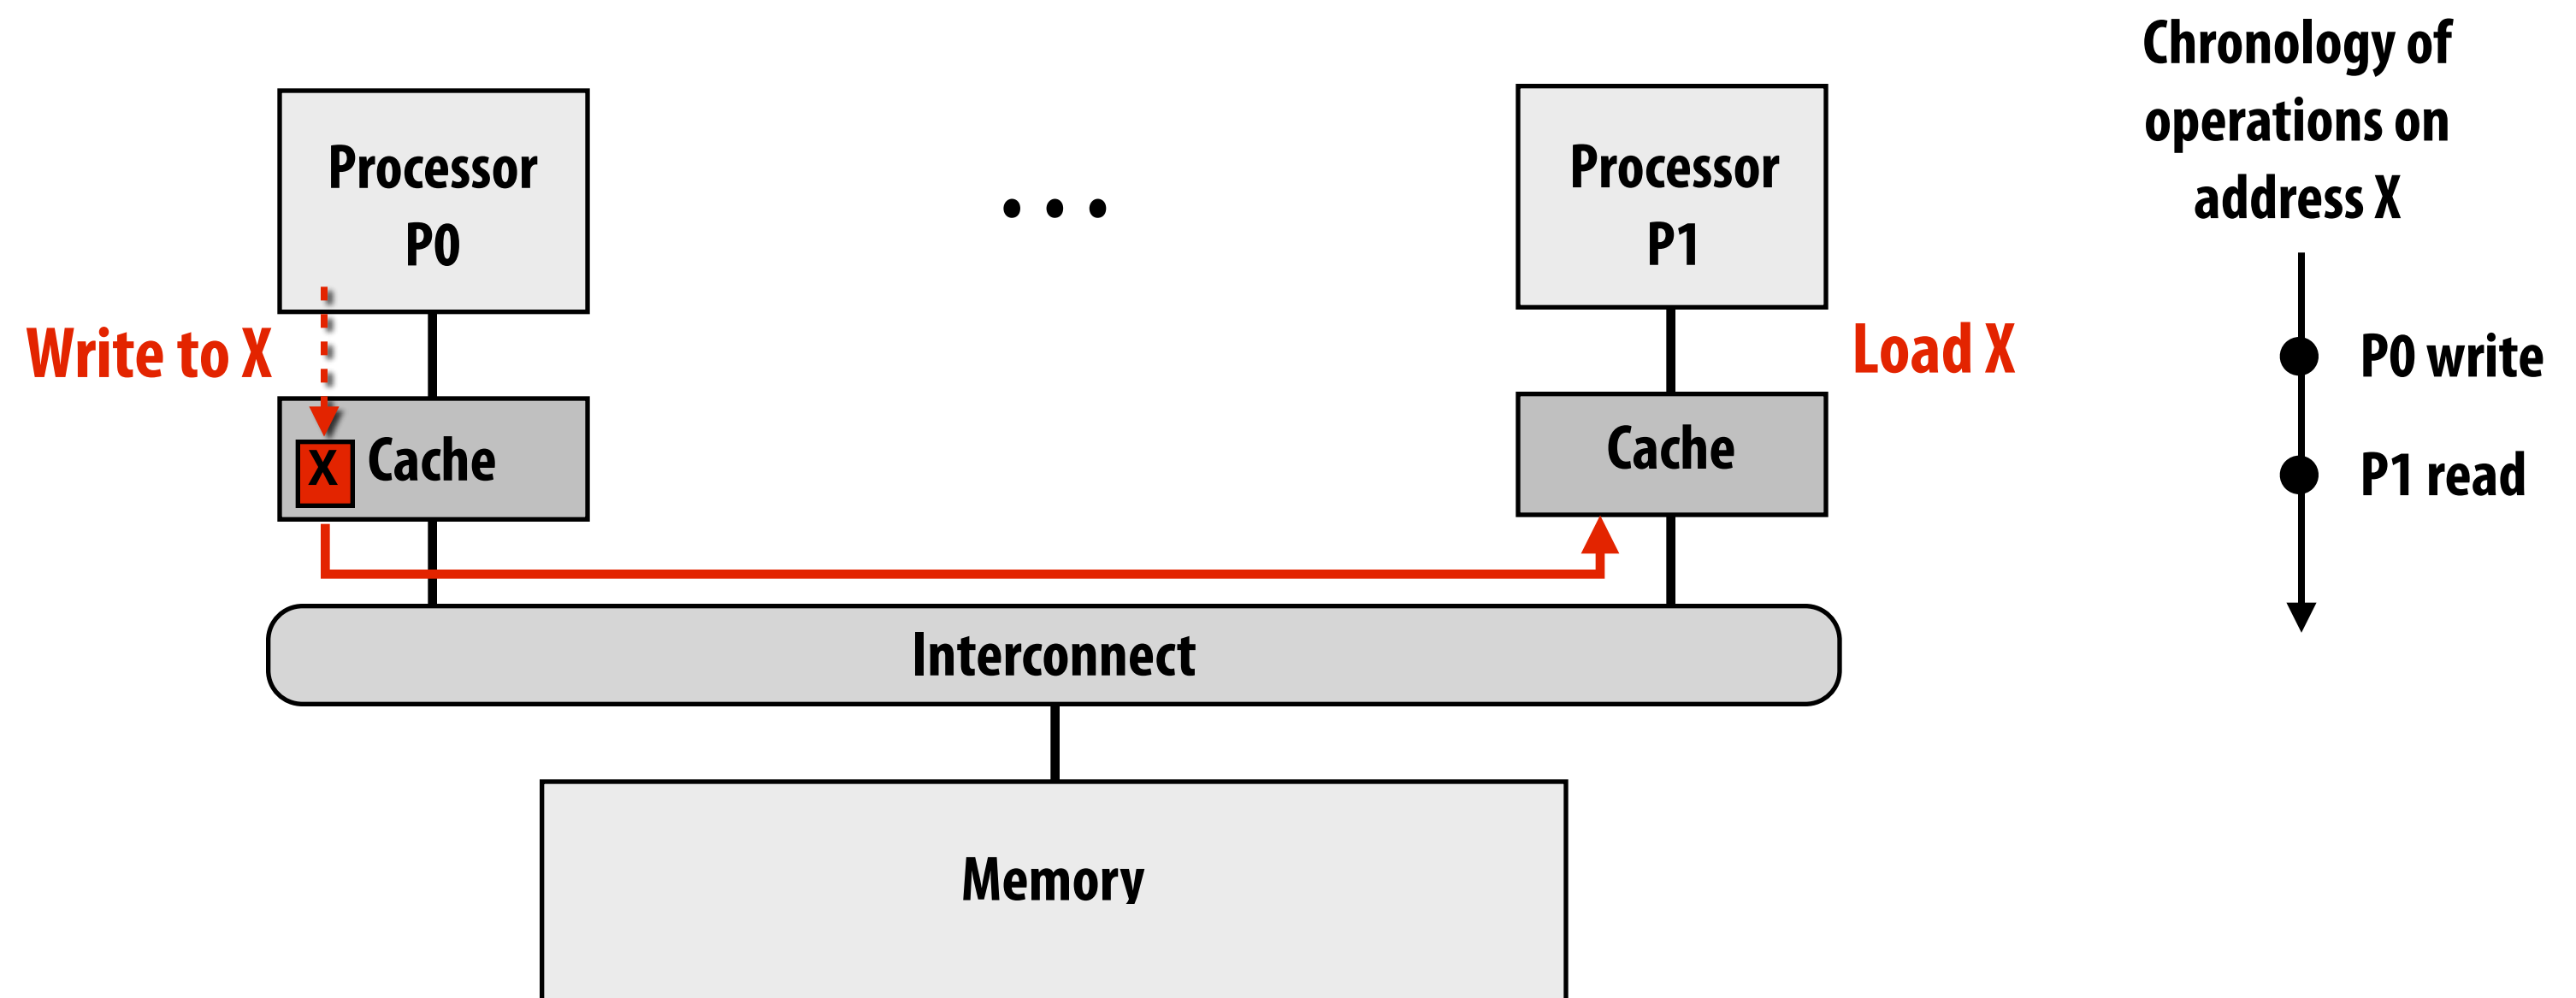 Chronology of
operations on
address X
Processor
P0
• • •
Processor
P1
Write to X
Load X
P0 write
X
Cache
Cache
P1 read
Interconnect
Memory